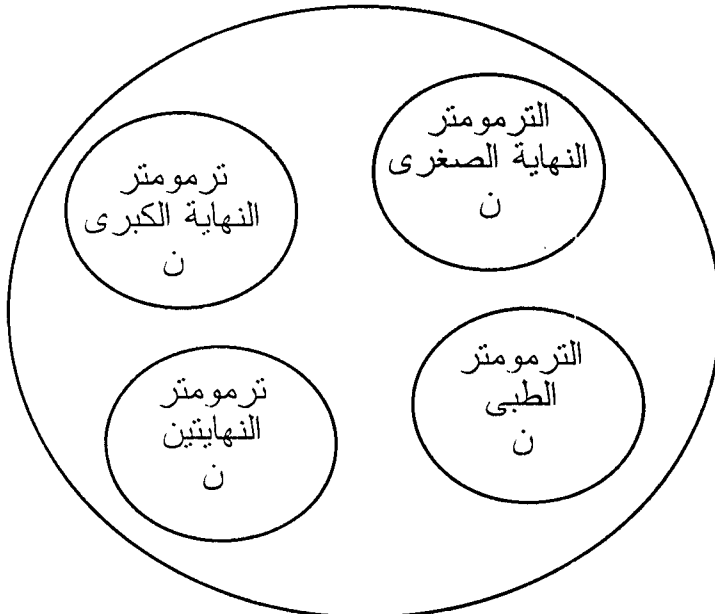 الترمومتر
النهاية الصغرى
ن
ترمومتر
النهاية الكبرى
ن
الترمومتر
الطبى
ن
ترمومتر
النهايتين
ن